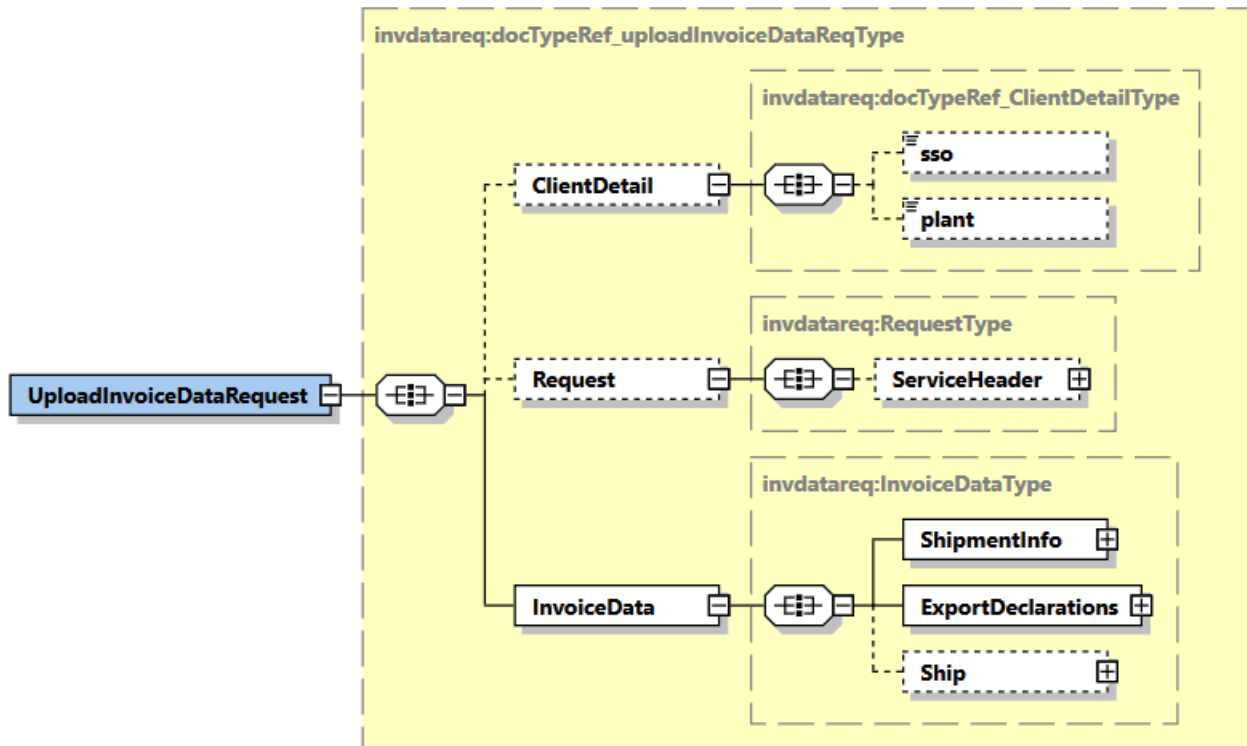 invdatareq:docTypeRef_uploadInvoiceDataReqType
invdatareq:docTypeRef_ClientDetailType
sso
ClientDetail
plant
invdatareq:RequestType
Request
ServiceHeader
UploadInvoiceDataRequest
invdatareq:InvoiceDataType
ShipmentInfo
InvoiceData
ExportDeclarations
Ship